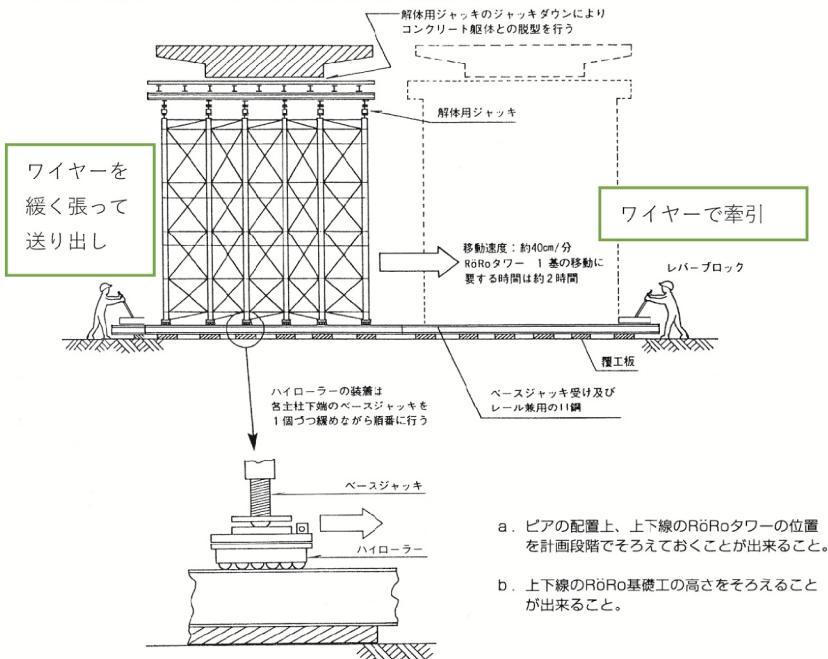 解体用ジャッキのジャッキダウンにより
コンクリート躯体との脱型を行う
解体用ジャッキ
ワイヤーを
緩く張って
送り出し
ワイヤーで牽引
移動速度：約40cm/分
RöRoタワー　1 基の移動に
要する時間は約２時間
レバーブロック
覆工板
ハイローラーの装着は
各主柱下端のベースジャッキを
１個づつ緩めながら順番に行う
ベースジャッキ受け及び
レール兼用のH鋼
ベースジャッキ
ハイローラー
a．ピアの配置上、上下線のRöRoタワーの位置
を計画段階でそろえておくことが出来ること。
b．上下線のRöRo基礎工の高さをそろえること
が出来ること。